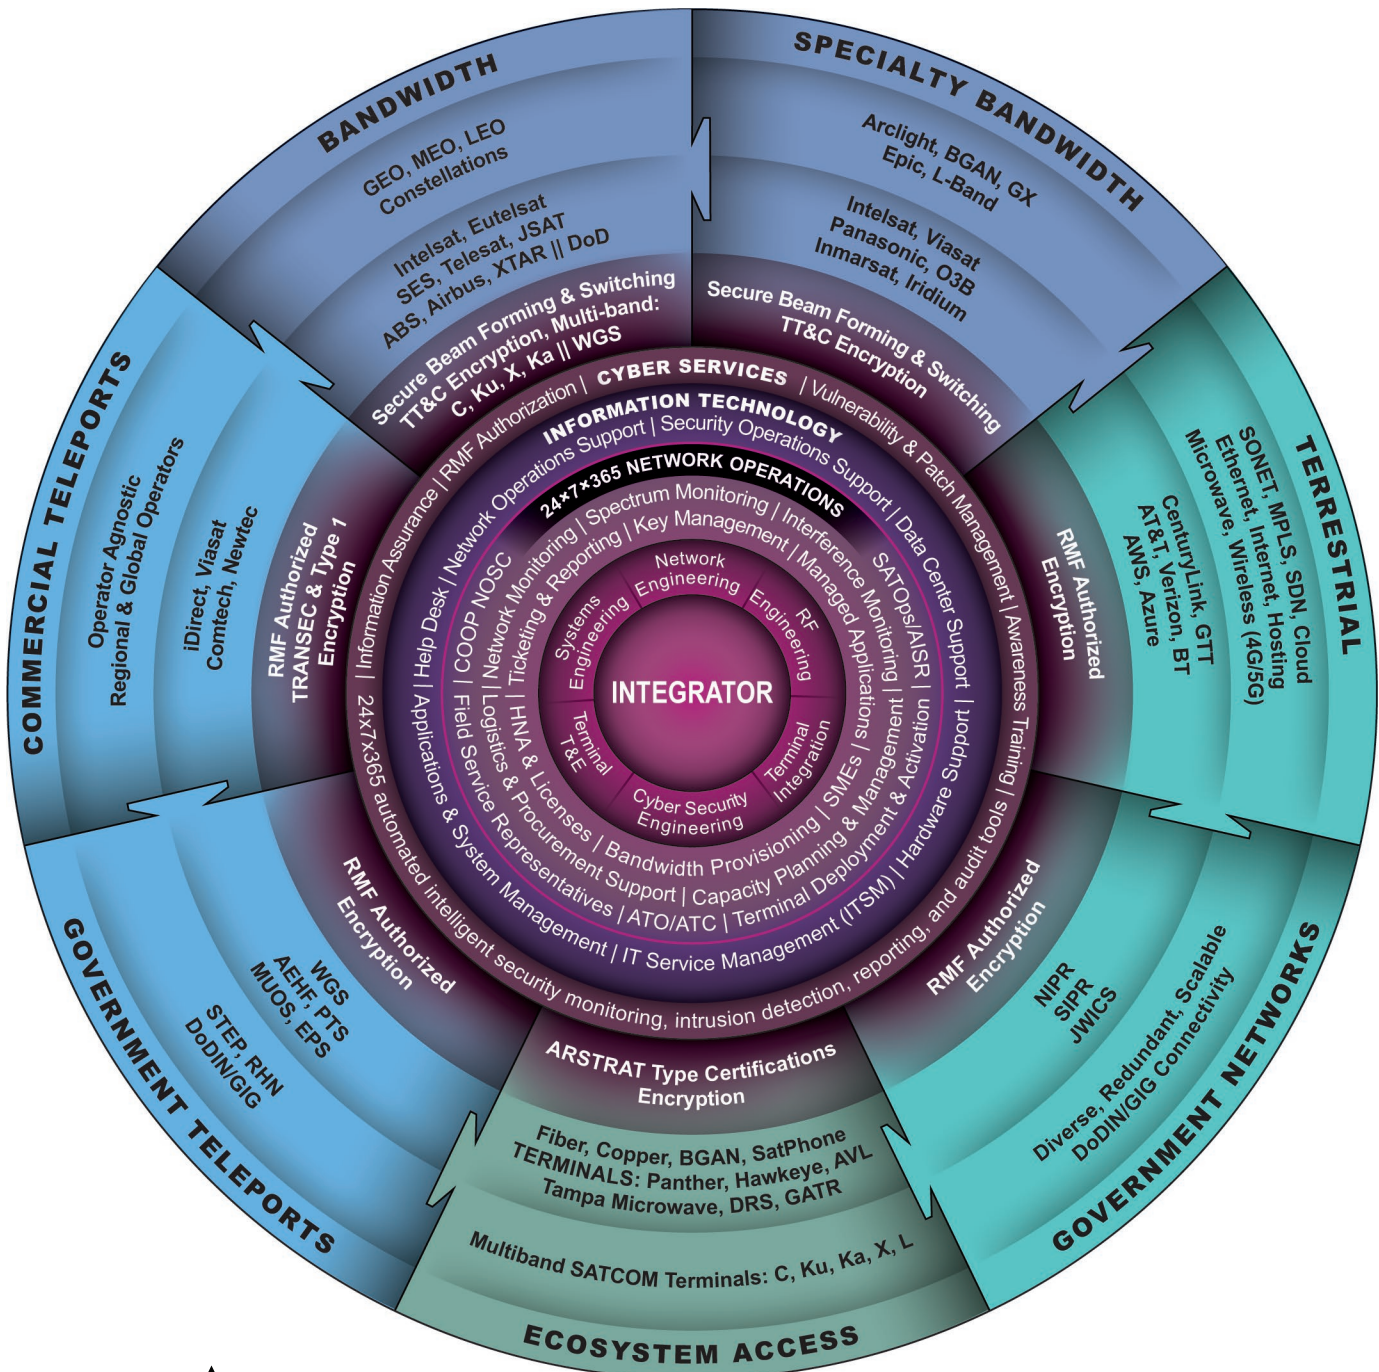 BANDWIDTH
GEO, MEO, LEO
Constellations
Intelsat, Eutelsat
SES, Telesat, JSAT
ABS, Airbus, XTAR || DoD
Secure Beam Forming & Switching
TT&C Encryption, Multi-band:
C, Ku, X, Ka || WGS
SPECIALTY BANDWIDTH
Arclight, BGAN, GX
Epic, L-Band
Intelsat, Viasat
Panasonic, O3B
Inmarsat, Iridium
Secure Beam Forming & Switching
TT&C Encryption
TERRESTRIAL
SONET, MPLS, SDN, Cloud
Ethernet, Internet, Hosting
Microwave, Wireless (4G/5G)
CenturyLink, GTT
AT&T, Verizon, BT
AWS, Azure
RMF Authorized
Encryption
GOVERNMENT NETWORKS
Diverse, Redundant, Scalable
DoDIN/GIG Connectivity
NIPR
SIPR
JWICS
RMF Authorized
Encryption
ECOSYSTEM ACCESS
ARSTRAT Type Certifications
Encryption
Fiber, Copper, BGAN, SatPhone
TERMINALS: Panther, Hawkeye, AVL
Tampa Microwave, DRS, GATR
Multiband SATCOM Terminals: C, Ku, Ka, X, L
GOVERNMENT TELEPORTS
RMF Authorized
Encryption
WGS
AEHF, PTS
MUOS, EPS
STEP, RHN
DoDIN/GIG
COMMERCIAL TELEPORTS
Operator Agnostic
Regional & Global Operators
iDirect, Viasat
Comtech, Newtec
RMF Authorized
TRANSEC & Type 1
Encryption
| Information Assurance | RMF Authorization | CYBER SERVICES | Vulnerability & Patch Management | Awareness Training |
24x7x365 automated intelligent security monitoring, intrusion detection, reporting, and audit tools
INFORMATION TECHNOLOGY
| Help Desk | Network Operations Support | Security Operations Support | Data Center Support |
Applications & System Management | IT Service Management (ITSM) | Hardware Support |
24×7×365 NETWORK OPERATIONS
| COOP NOSC
SATOps/AISR |
Field Service Representatives | ATO/ATC | Terminal Deployment & Activation
| Network Monitoring | Spectrum Monitoring | Interference Monitoring |
Logistics & Procurement Support | Capacity Planning & Management
| Ticketing & Reporting | Key Management | Managed Applications
HNA & Licenses | Bandwidth Provisioning | SMEs |
Network
Engineering
RF
Engineering
Terminal
Integration
Cyber Security
Engineering
Terminal
T&E
Systems
Engineering
INTEGRATOR